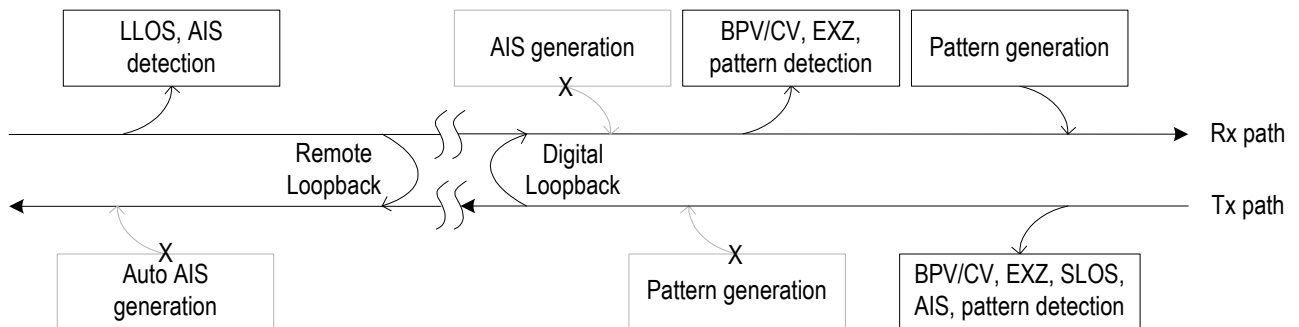 LLOS, AIS
detection
AIS generation
X
BPV/CV, EXZ,
pattern detection
Pattern generation
Rx path
Remote
Loopback
Digital
Loopback
Tx path
X
Auto AIS
generation
X
Pattern generation
BPV/CV, EXZ, SLOS,
AIS, pattern detection